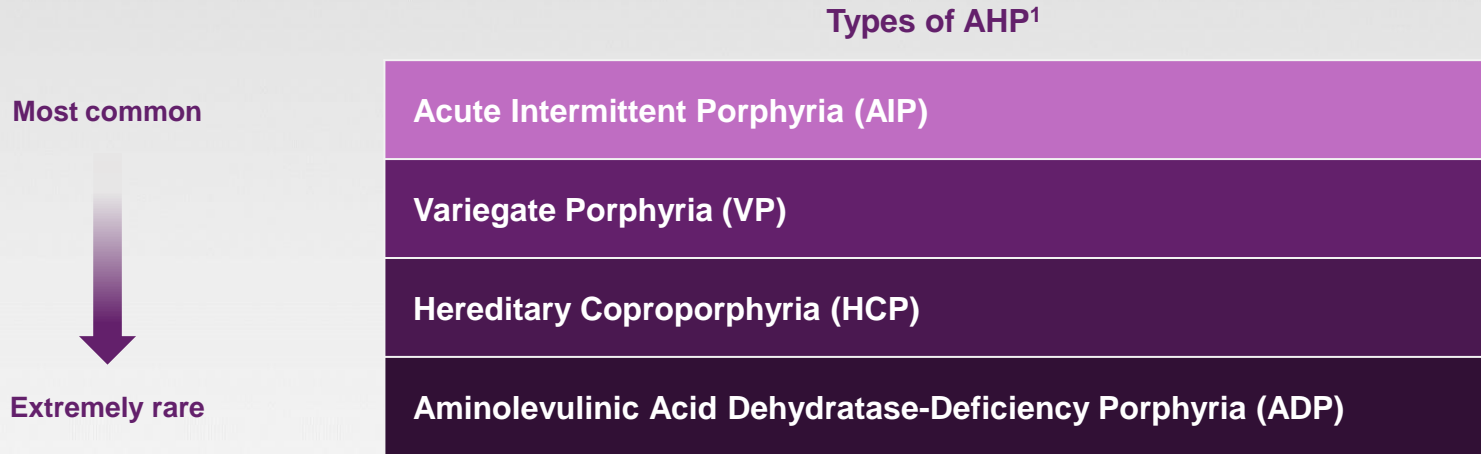 Types of AHP¹
Most common
Acute Intermittent Porphyria (AIP)
Variegate Porphyria (VP)
Hereditary Coproporphyria (HCP)
Extremely rare
Aminolevulinic Acid Dehydratase-Deficiency Porphyria (ADP)